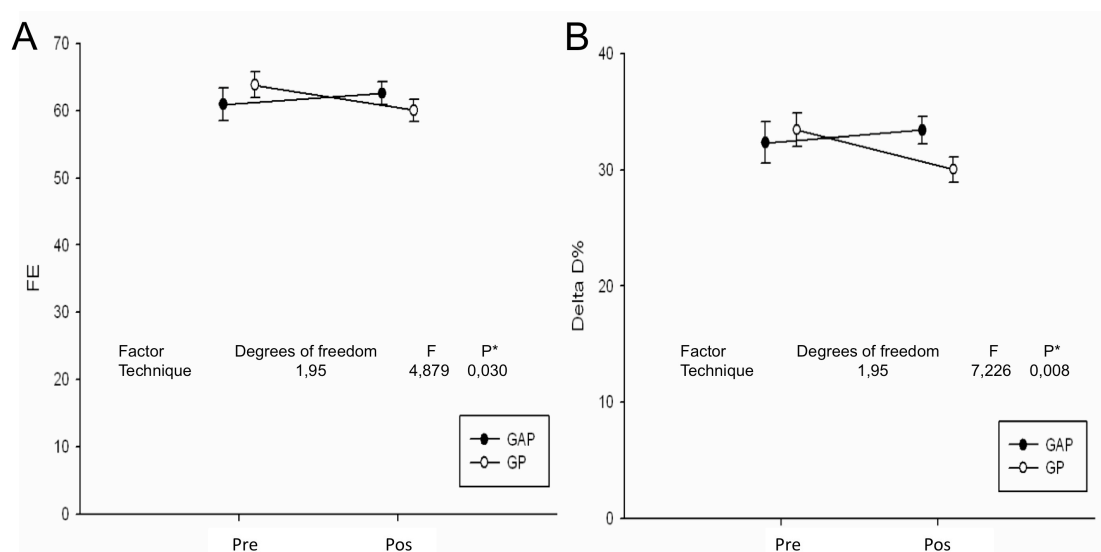 A
70
60
50
40
30
20
10
0
FE
Factor Degrees of freedom F P*
Technique 1,95 4,879 0,030
GAP
GP
Pre Pos
B
40
30
20
10
0
Delta D%
Factor Degrees of freedom F P*
Technique 1,95 7,226 0,008
GAP
GP
Pre Pos